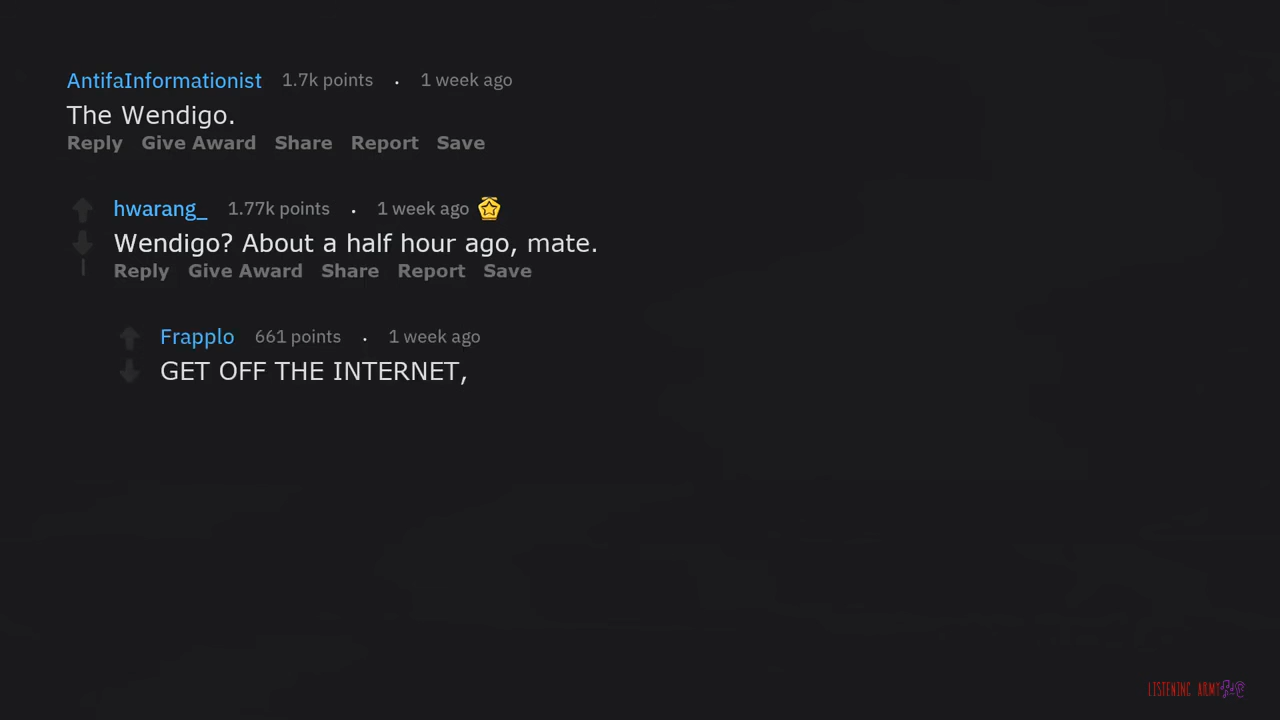 AntifaInformationist 1.7k points . 1 week ago
The Wendigo.
Reply Give Award Share Report Save
hwarang_ 1.77k points . 1 week ago
Wendigo? About a half hour ago, mate.
Reply Give Award Share Report Save
Frapplo 661 points . 1 week ago
GET OFF THE INTERNET,
LISTENING ARMY